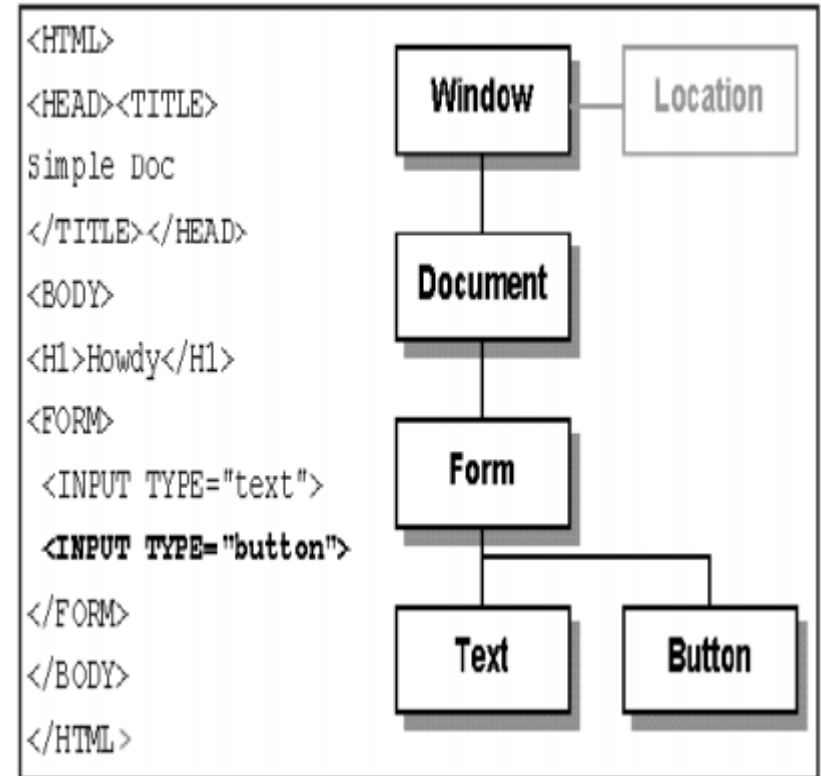 <HTML>
<HEAD><TITLE>
Simple Doc
</TITLE></HEAD>
<BODY>
<H1>Howdy</H1>
<FORM>
<INPUT TYPE="text">
<INPUT TYPE="button">
</FORM>
</BODY>
</HTML>
Window
Location
Document
Form
Text
Button